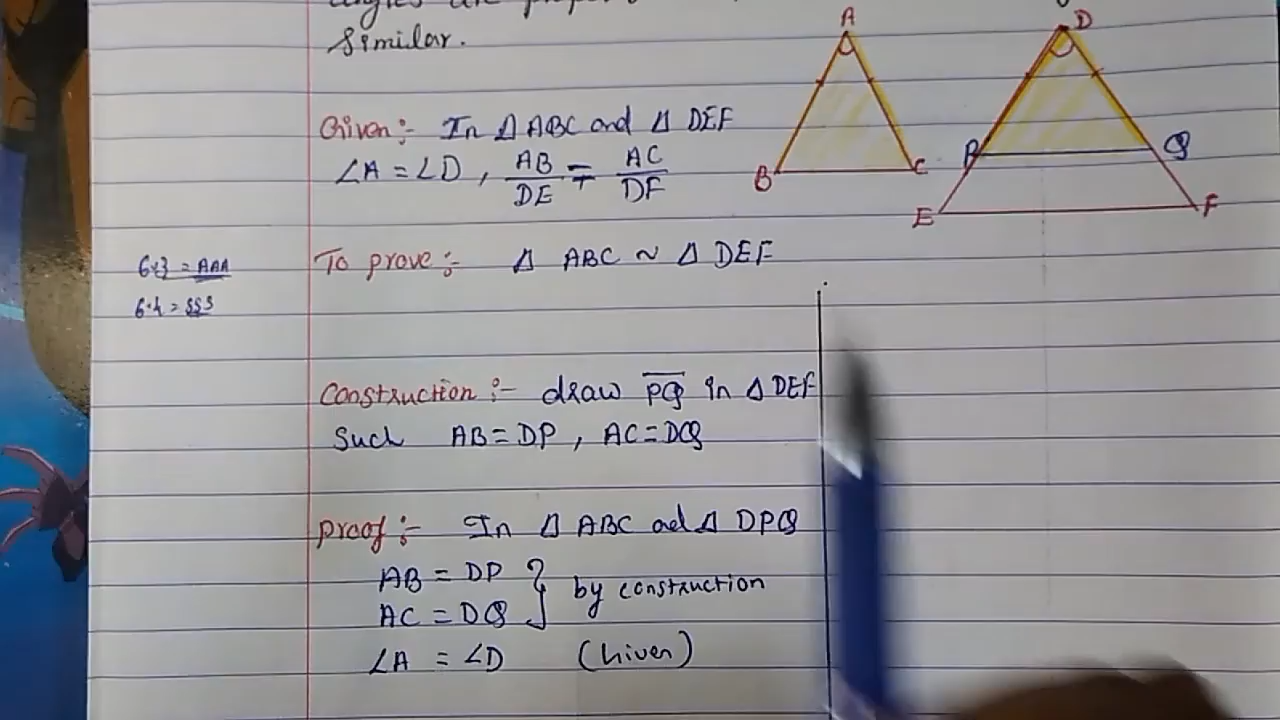 Similar.
Given:- In Δ ABC and Δ DEF
∠A = ∠D, AB/DE = AC/DF
6.3 = AAA
6.4 = SSS
To prove:- Δ ABC ~ Δ DEF
Construction:- draw PQ in Δ DEF
Such AB = DP, AC = DQ
Proof:- In Δ ABC and Δ DPQ
AB = DP
AC = DQ } by construction
∠A = ∠D (Given)
A
B
C
D
P
Q
E
F